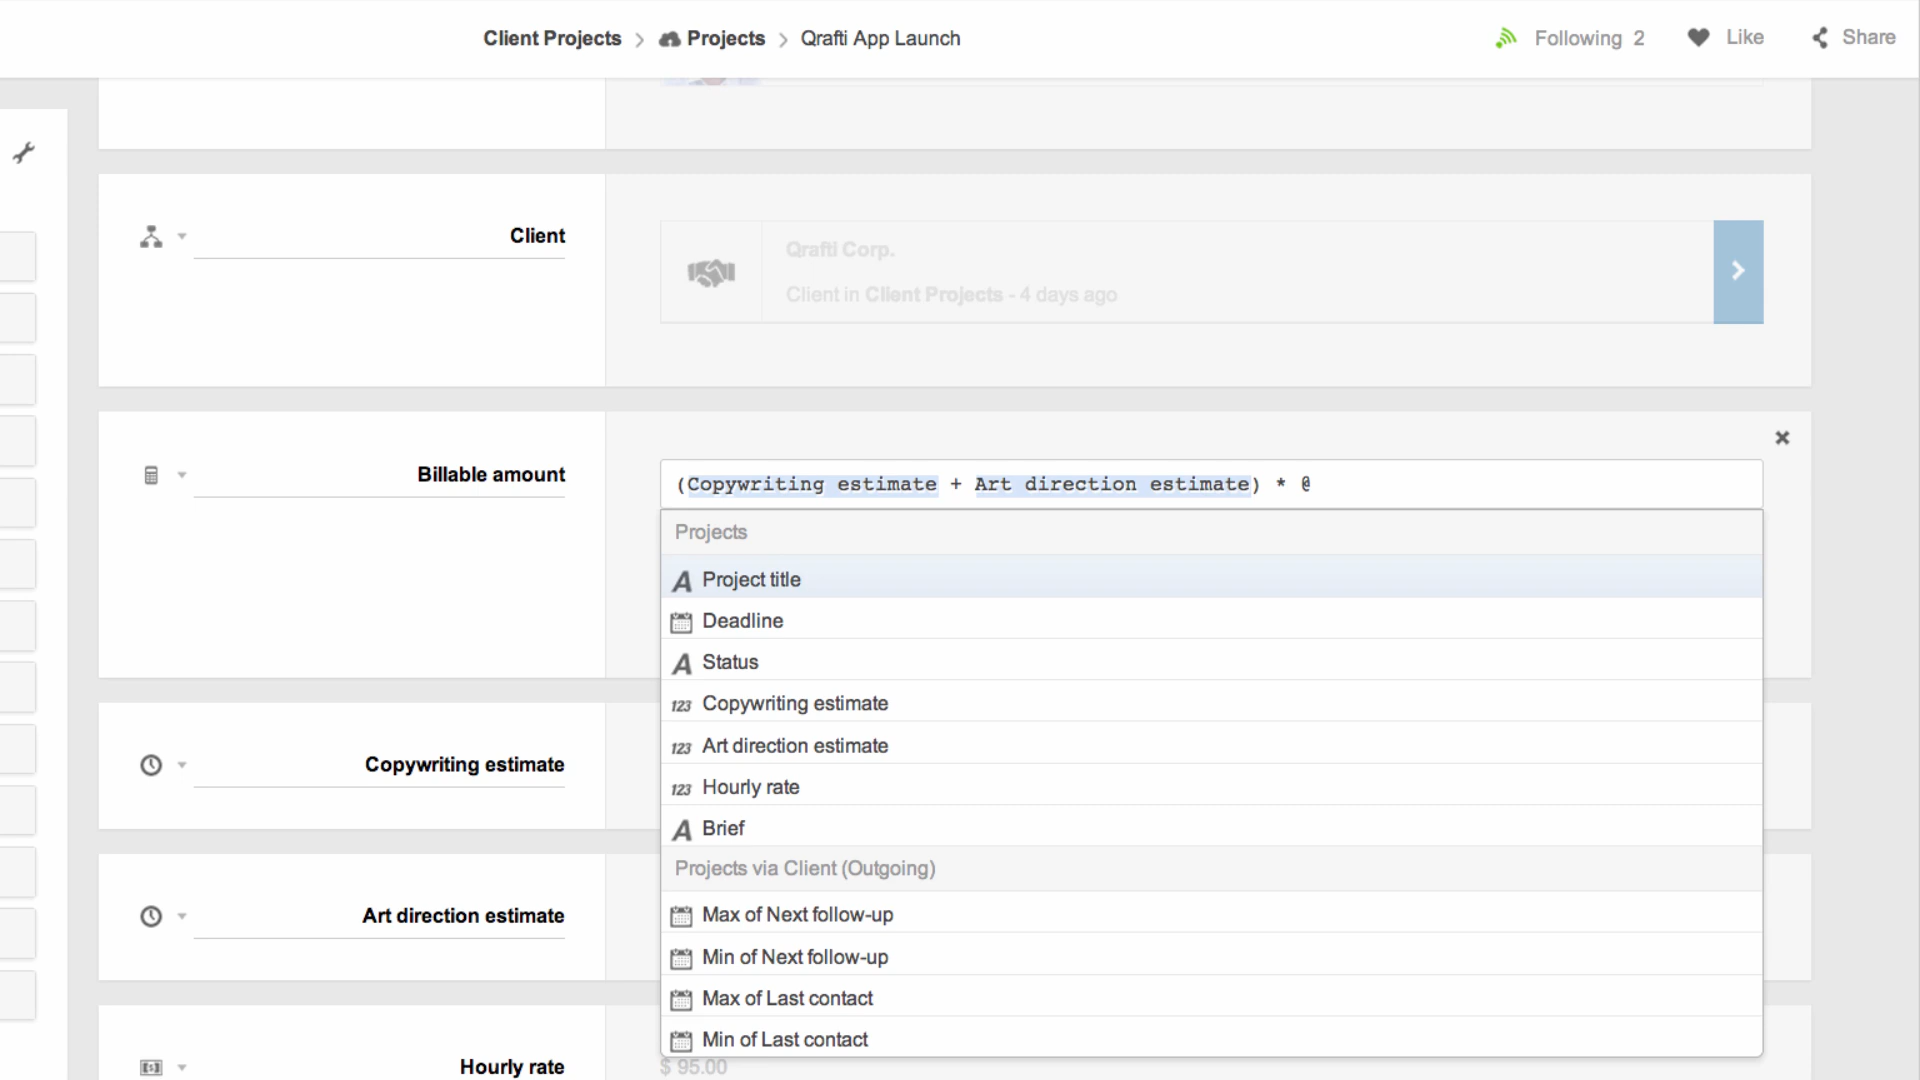 Client Projects > Projects > Qrafti App Launch
Following 2 Like Share
Client
Qrafti Corp.
Client in Client Projects - 4 days ago
Billable amount
(Copywriting estimate + Art direction estimate) * @
Projects
Project title
Deadline
Status
123 Copywriting estimate
123 Art direction estimate
123 Hourly rate
Brief
Projects via Client (Outgoing)
Max of Next follow-up
Min of Next follow-up
Max of Last contact
Min of Last contact
Copywriting estimate
Art direction estimate
Hourly rate
$ 95.00